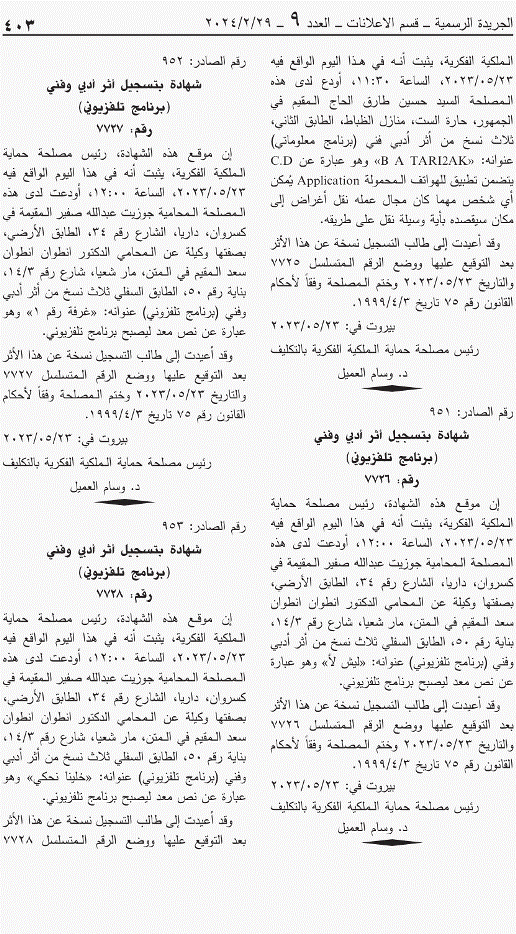 الجريدة الرسمية – قسم الاعلانات – العدد ٩ – ٢٠٢٤/٢/٢٩
٤٠٣
الملكية الفكرية، يثبت أنه في هذا اليوم الواقع فيه
٢٠٢٣/٠٥/٢٣، الساعة ١١:٣٠، أودع لدى هذه
المصلحة السيد حسين طارق الحاج المقيم في
الجمهور، حارة الست، منازل الظباط، الطابق الثاني،
ثلاث نسخ من أثر أدبي فني (برنامج معلوماتي)
عنوانه: «B A TARI2AK» وهو عبارة عن C.D
يتضمن تطبيق للهواتف المحمولة Application يُمكن
أي شخص مهما كان مجال عمله نقل أغراض إلى
مكان سيقصده بأية وسيلة نقل على طريقه.
وقد أعيدت إلى طالب التسجيل نسخة عن هذا الأثر
بعد التوقيع عليها ووضع الرقم المتسلسل ٧٧٢٥
والتاريخ ٢٠٢٣/٠٥/٢٣ وختم المصلحة وفقاً لأحكام
القانون رقم ٧٥ تاريخ ١٩٩٩/٤/٣.
بيروت في: ٢٠٢٣/٠٥/٢٣
رئيس مصلحة حماية الملكية الفكرية بالتكليف
د. وسام العميل
رقم الصادر: ٩٥١
شهادة بتسجيل أثر أدبي وفني
(برنامج تلفزيوني)
رقم: ٧٧٢٦
إن موقع هذه الشهادة، رئيس مصلحة حماية
الملكية الفكرية، يثبت أنه في هذا اليوم الواقع فيه
٢٠٢٣/٠٥/٢٣، الساعة ١٢:٠٠، أودعت لدى هذه
المصلحة المحامية جوزيت عبدالله صفير المقيمة في
كسروان، داريا، الشارع رقم ٣٤، الطابق الأرضي،
بصفتها وكيلة عن المحامي الدكتور انطوان انطوان
سعد المقيم في المتن، مار شعيا، شارع رقم ١٤/٣،
بناية رقم ٥٠، الطابق السفلي ثلاث نسخ من أثر أدبي
وفني (برنامج تلفزيوني) عنوانه: «ليش لأ» وهو عبارة
عن نص معد ليصبح برنامج تلفزيوني.
وقد أعيدت إلى طالب التسجيل نسخة عن هذا الأثر
بعد التوقيع عليها ووضع الرقم المتسلسل ٧٧٢٦
والتاريخ ٢٠٢٣/٠٥/٢٣ وختم المصلحة وفقاً لأحكام
القانون رقم ٧٥ تاريخ ١٩٩٩/٤/٣.
بيروت في: ٢٠٢٣/٠٥/٢٣
رئيس مصلحة حماية الملكية الفكرية بالتكليف
د. وسام العميل
رقم الصادر: ٩٥٢
شهادة بتسجيل أثر أدبي وفني
(برنامج تلفزيوني)
رقم: ٧٧٢٧
إن موقع هذه الشهادة، رئيس مصلحة حماية
الملكية الفكرية، يثبت أنه في هذا اليوم الواقع فيه
٢٠٢٣/٠٥/٢٣، الساعة ١٢:٠٠، أودعت لدى هذه
المصلحة المحامية جوزيت عبدالله صفير المقيمة في
كسروان، داريا، الشارع رقم ٣٤، الطابق الأرضي،
بصفتها وكيلة عن المحامي الدكتور انطوان انطوان
سعد المقيم في المتن، مار شعيا، شارع رقم ١٤/٣،
بناية رقم ٥٠، الطابق السفلي ثلاث نسخ من أثر أدبي
وفني (برنامج تلفزوني) عنوانه: «غرفة رقم ١» وهو
عبارة عن نص معد ليصبح برنامج تلفزيوني.
وقد أعيدت إلى طالب التسجيل نسخة عن هذا الأثر
بعد التوقيع عليها ووضع الرقم المتسلسل ٧٧٢٧
والتاريخ ٢٠٢٣/٠٥/٢٣ وختم المصلحة وفقاً لأحكام
القانون رقم ٧٥ تاريخ ١٩٩٩/٤/٣.
بيروت في: ٢٠٢٣/٠٥/٢٣
رئيس مصلحة حماية الملكية الفكرية بالتكليف
د. وسام العميل
رقم الصادر: ٩٥٣
شهادة بتسجيل أثر أدبي وفني
(برنامج تلفزيوني)
رقم: ٧٧٢٨
إن موقع هذه الشهادة، رئيس مصلحة حماية
الملكية الفكرية، يثبت أنه في هذا اليوم الواقع فيه
٢٠٢٣/٠٥/٢٣، الساعة ١٢:٠٠، أودعت لدى هذه
المصلحة المحامية جوزيت عبدالله صفير المقيمة في
كسروان، داريا، الشارع رقم ٣٤، الطابق الأرضي،
بصفتها وكيلة عن المحامي الدكتور انطوان انطوان
سعد المقيم في المتن، مار شعيا، شارع رقم ١٤/٣،
بناية رقم ٥٠، الطابق السفلي ثلاث نسخ من أثر أدبي
وفني (برنامج تلفزيوني) عنوانه: «خلينا نحكي» وهو
عبارة عن نص معد ليصبح برنامج تلفزيوني.
وقد أعيدت إلى طالب التسجيل نسخة عن هذا الأثر
بعد التوقيع عليها ووضع الرقم المتسلسل ٧٧٢٨